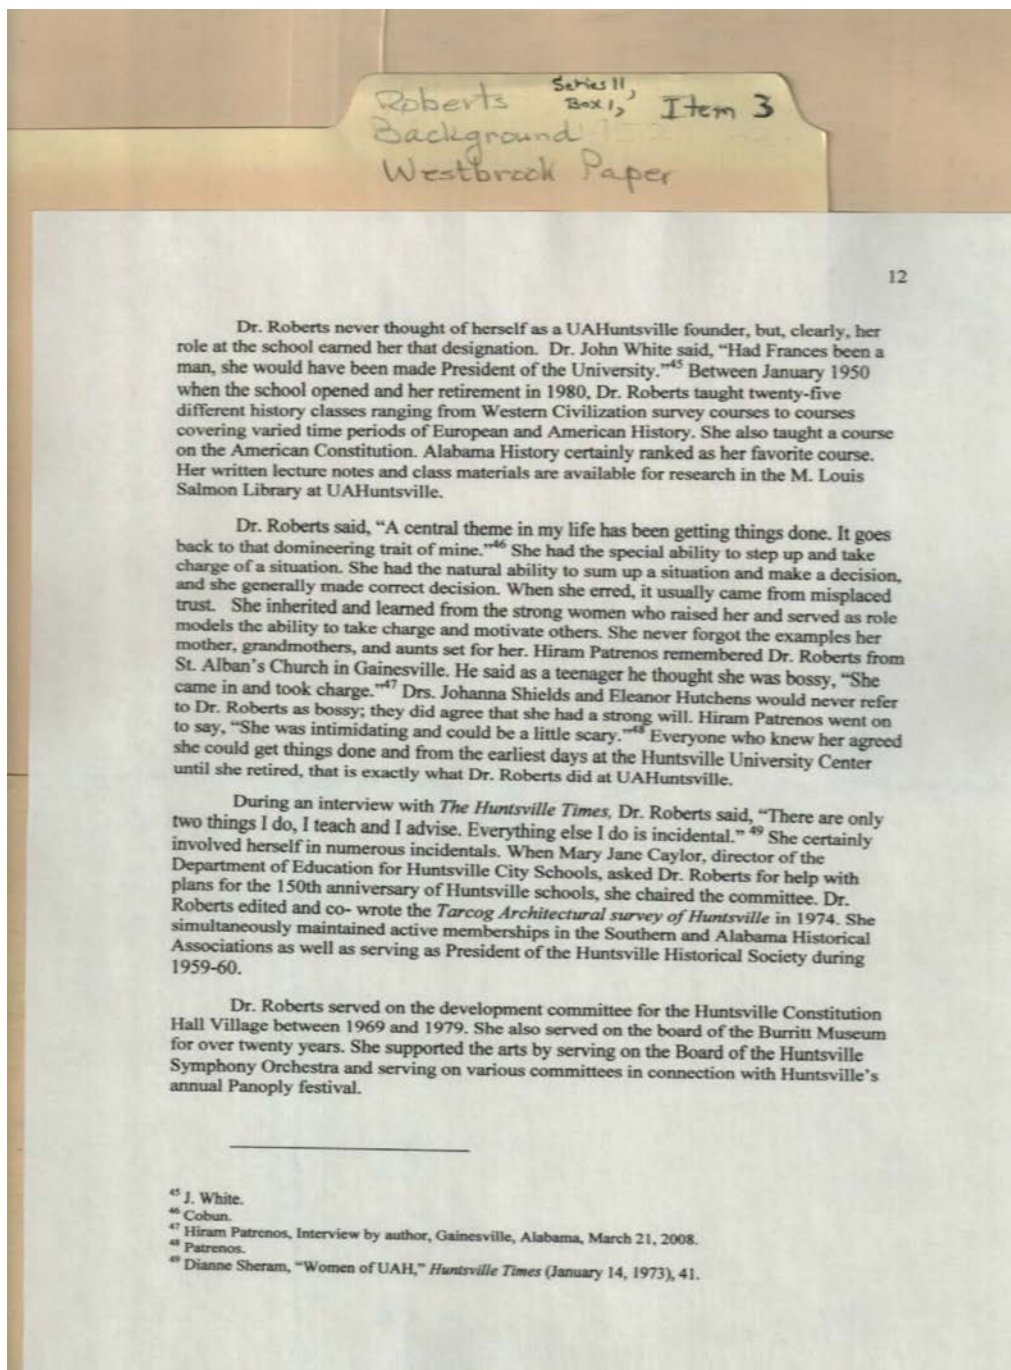 Roberts Series 11, Box 1, Item 3
Background
Westbrook Paper
12
Dr. Roberts never thought of herself as a UAHuntsville founder, but, clearly, her
role at the school earned her that designation. Dr. John White said, “Had Frances been a
man, she would have been made President of the University.”⁴⁵ Between January 1950
when the school opened and her retirement in 1980, Dr. Roberts taught twenty-five
different history classes ranging from Western Civilization survey courses to courses
covering varied time periods of European and American History. She also taught a course
on the American Constitution. Alabama History certainly ranked as her favorite course.
Her written lecture notes and class materials are available for research in the M. Louis
Salmon Library at UAHuntsville.
Dr. Roberts said, “A central theme in my life has been getting things done. It goes
back to that domineering trait of mine.”⁴⁶ She had the special ability to step up and take
charge of a situation. She had the natural ability to sum up a situation and make a decision,
and she generally made correct decision. When she erred, it usually came from misplaced
trust. She inherited and learned from the strong women who raised her and served as role
models the ability to take charge and motivate others. She never forgot the examples her
mother, grandmothers, and aunts set for her. Hiram Patrenos remembered Dr. Roberts from
St. Alban’s Church in Gainesville. He said as a teenager he thought she was bossy, “She
came in and took charge.”⁴⁷ Drs. Johanna Shields and Eleanor Hutchens would never refer
to Dr. Roberts as bossy; they did agree that she had a strong will. Hiram Patrenos went on
to say, “She was intimidating and could be a little scary.”⁴⁸ Everyone who knew her agreed
she could get things done and from the earliest days at the Huntsville University Center
until she retired, that is exactly what Dr. Roberts did at UAHuntsville.
During an interview with The Huntsville Times, Dr. Roberts said, “There are only
two things I do, I teach and I advise. Everything else I do is incidental.” ⁴⁹ She certainly
involved herself in numerous incidentals. When Mary Jane Caylor, director of the
Department of Education for Huntsville City Schools, asked Dr. Roberts for help with
plans for the 150th anniversary of Huntsville schools, she chaired the committee. Dr.
Roberts edited and co- wrote the Tarcog Architectural survey of Huntsville in 1974. She
simultaneously maintained active memberships in the Southern and Alabama Historical
Associations as well as serving as President of the Huntsville Historical Society during
1959-60.
Dr. Roberts served on the development committee for the Huntsville Constitution
Hall Village between 1969 and 1979. She also served on the board of the Burritt Museum
for over twenty years. She supported the arts by serving on the Board of the Huntsville
Symphony Orchestra and serving on various committees in connection with Huntsville’s
annual Panoply festival.
⁴⁵ J. White.
⁴⁶ Cobun.
⁴⁷ Hiram Patrenos, Interview by author, Gainesville, Alabama, March 21, 2008.
⁴⁸ Patrenos.
⁴⁹ Dianne Sheram, “Women of UAH,” Huntsville Times (January 14, 1973), 41.